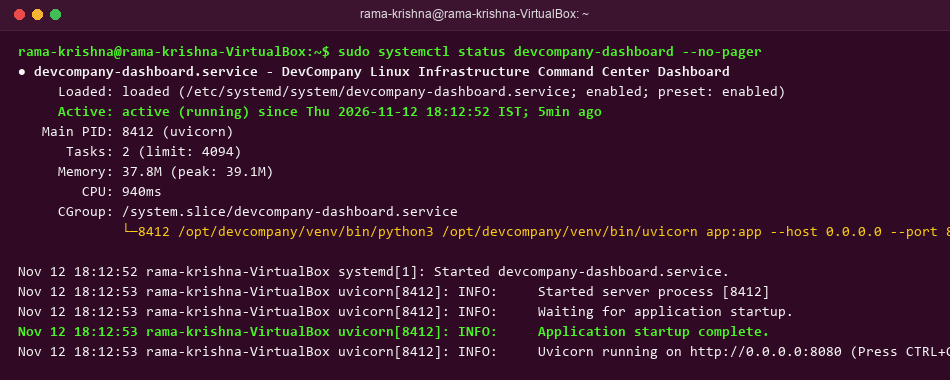 rama-krishna@rama-krishna-VirtualBox: ~
rama-krishna@rama-krishna-VirtualBox:~$ sudo systemctl status devcompany-dashboard --no-pager
● devcompany-dashboard.service - DevCompany Linux Infrastructure Command Center Dashboard
     Loaded: loaded (/etc/systemd/system/devcompany-dashboard.service; enabled; preset: enabled)
     Active: active (running) since Thu 2026-11-12 18:12:52 IST; 5min ago
   Main PID: 8412 (uvicorn)
      Tasks: 2 (limit: 4094)
     Memory: 37.8M (peak: 39.1M)
        CPU: 940ms
     CGroup: /system.slice/devcompany-dashboard.service
             └─8412 /opt/devcompany/venv/bin/python3 /opt/devcompany/venv/bin/uvicorn app:app --host 0.0.0.0 --port 8
Nov 12 18:12:52 rama-krishna-VirtualBox systemd[1]: Started devcompany-dashboard.service.
Nov 12 18:12:53 rama-krishna-VirtualBox uvicorn[8412]: INFO:     Started server process [8412]
Nov 12 18:12:53 rama-krishna-VirtualBox uvicorn[8412]: INFO:     Waiting for application startup.
Nov 12 18:12:53 rama-krishna-VirtualBox uvicorn[8412]: INFO:     Application startup complete.
Nov 12 18:12:53 rama-krishna-VirtualBox uvicorn[8412]: INFO:     Uvicorn running on http://0.0.0.0:8080 (Press CTRL+C